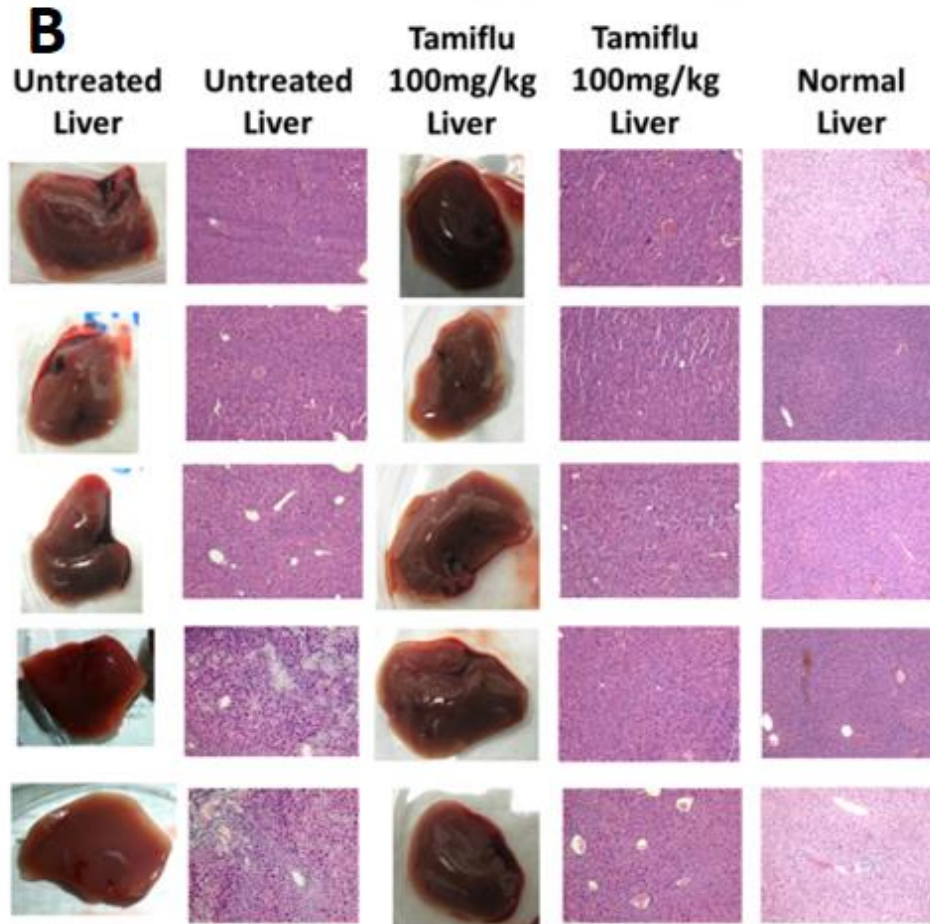 B
Untreated
Liver
Untreated
Liver
Tamiflu
100mg/kg
Liver
Tamiflu
100mg/kg
Liver
Normal
Liver